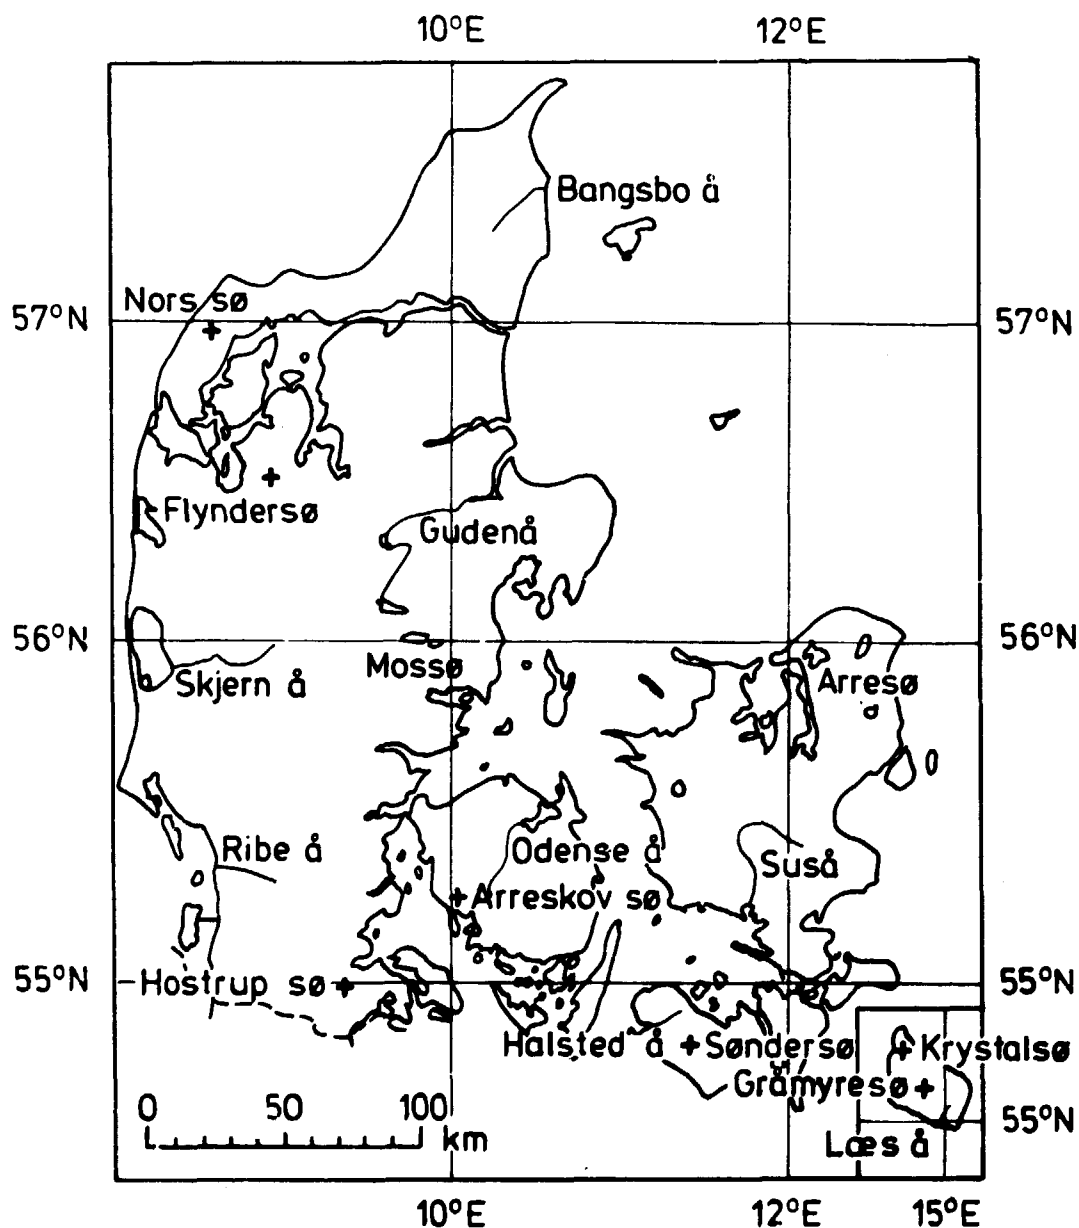 10°E 12°E
Bangsbo å
Nors sø
57°N 57°N
Flyndersø
Gudenå
56°N 56°N
Mossø
Skjern å
Arresø
Ribe å
Odense å
Suså
Arreskov sø
55°N 55°N
Hostrup sø
Halsted å
Søndersø
Krystalsø
Gråmyresø
0 50 100
km
55°N
Læs å
10°E 12°E 15°E